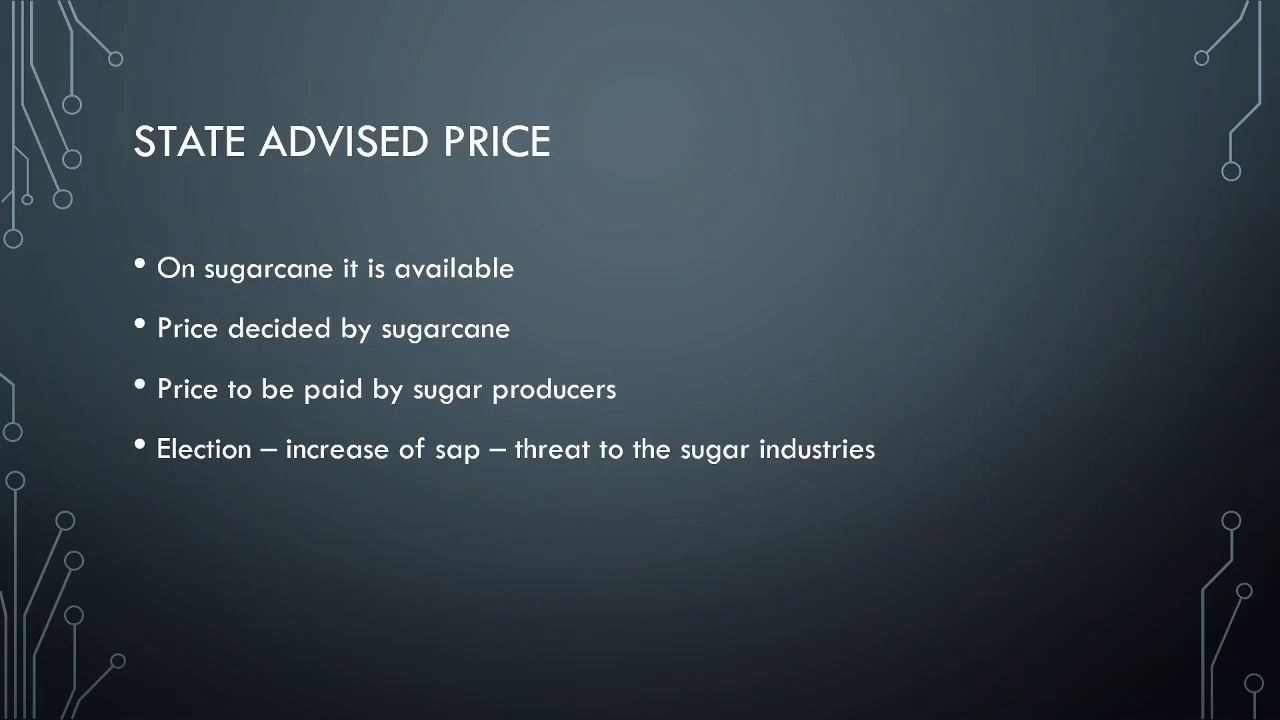 STATE ADVISED PRICE
• On sugarcane it is available
• Price decided by sugarcane
• Price to be paid by sugar producers
• Election – increase of sap – threat to the sugar industries